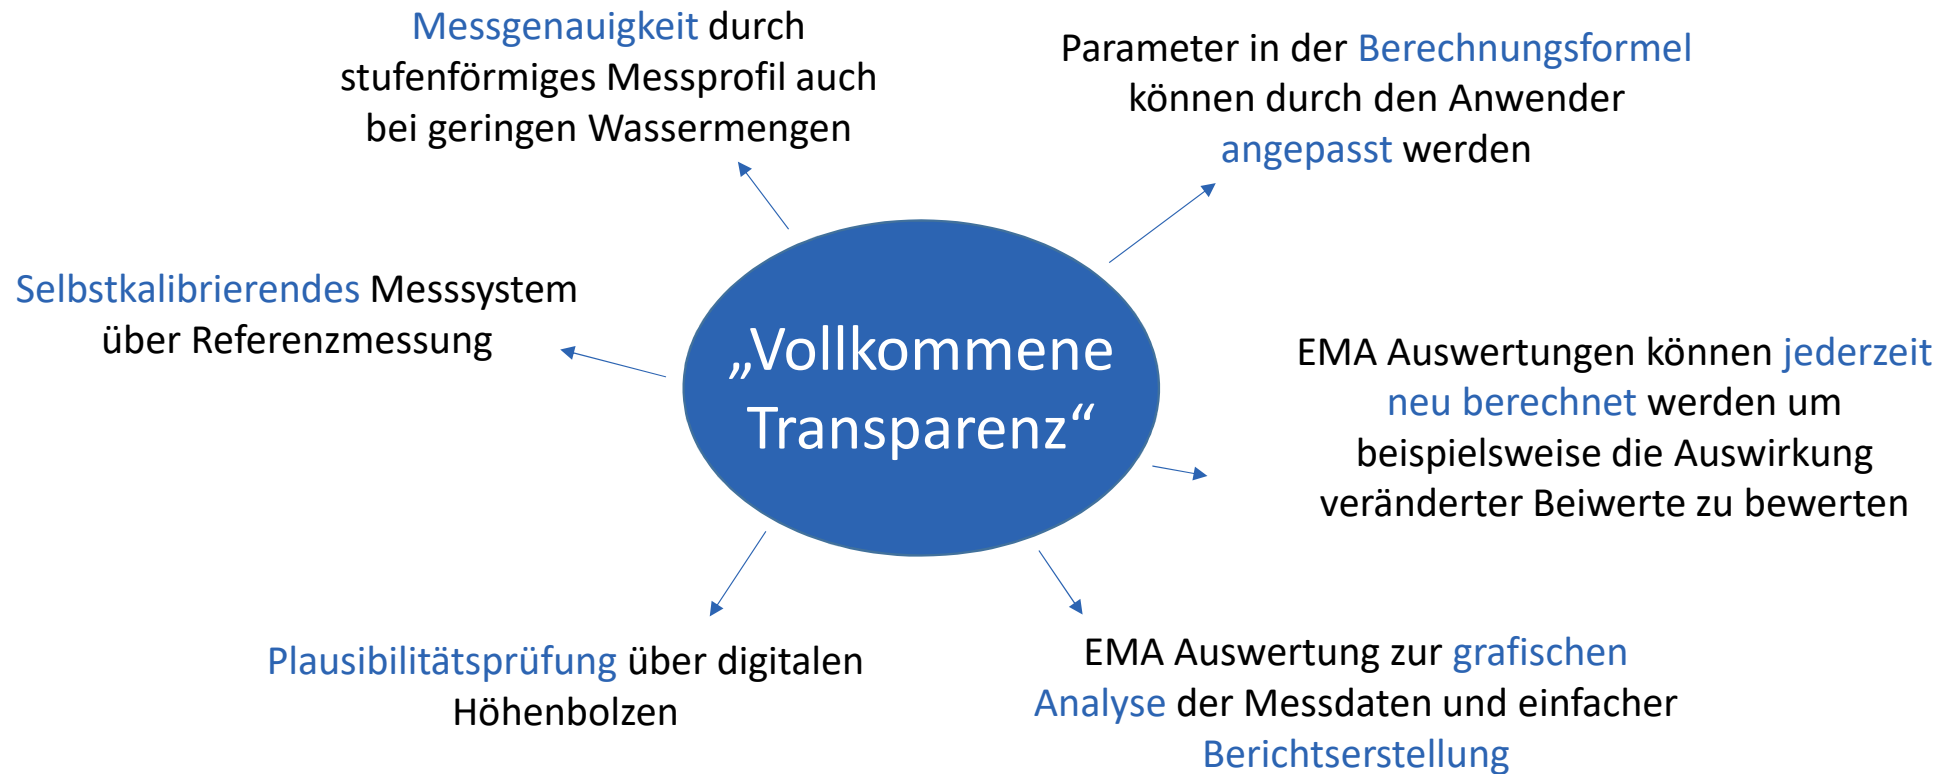 Messgenauigkeit durch
stufenförmiges Messprofil auch
bei geringen Wassermengen
Parameter in der Berechnungsformel
können durch den Anwender
angepasst werden
Selbstkalibrierendes Messsystem
über Referenzmessung
„Vollkommene
Transparenz“
EMA Auswertungen können jederzeit
neu berechnet werden um
beispielsweise die Auswirkung
veränderter Beiwerte zu bewerten
Plausibilitätsprüfung über digitalen
Höhenbolzen
EMA Auswertung zur grafischen
Analyse der Messdaten und einfacher
Berichtserstellung